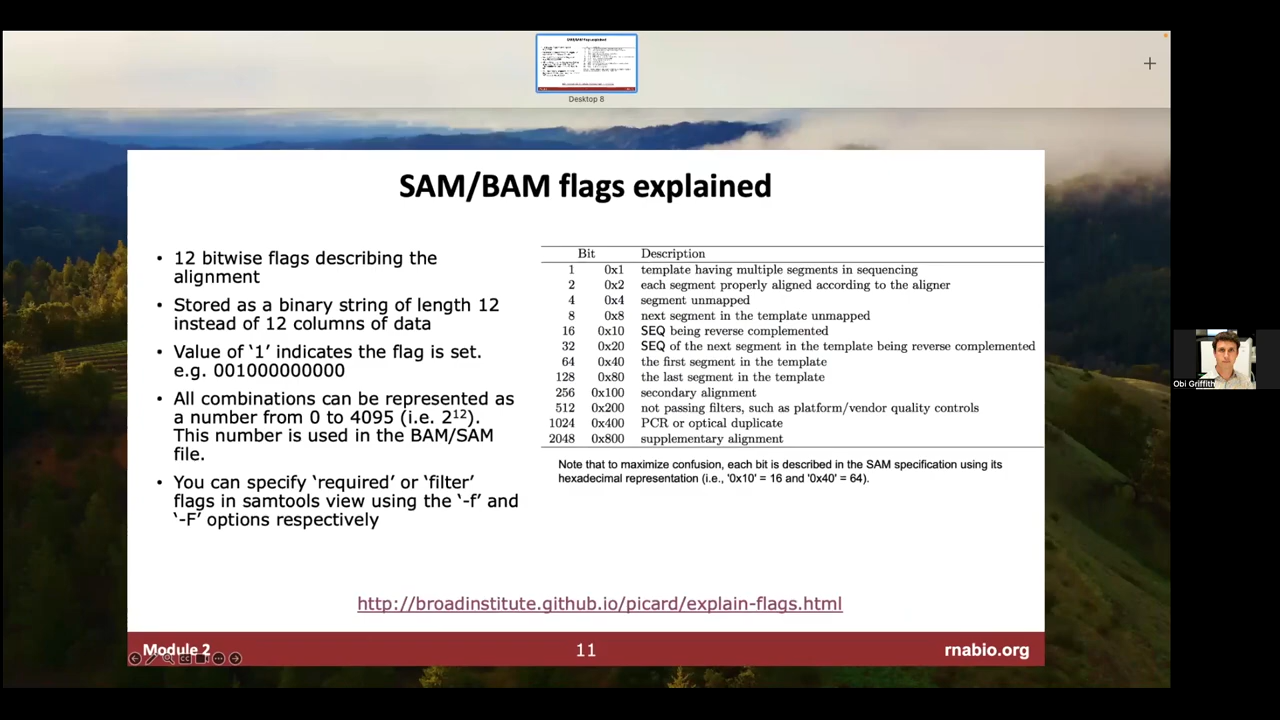 Desktop 8
SAM/BAM flags explained
• 12 bitwise flags describing the
alignment
• Stored as a binary string of length 12
instead of 12 columns of data
• Value of ‘1’ indicates the flag is set.
e.g. 001000000000
• All combinations can be represented as
a number from 0 to 4095 (i.e. 2¹²).
This number is used in the BAM/SAM
file.
• You can specify ‘required’ or ‘filter’
flags in samtools view using the ‘-f’ and
‘-F’ options respectively
Bit Description
1 0x1 template having multiple segments in sequencing
2 0x2 each segment properly aligned according to the aligner
4 0x4 segment unmapped
8 0x8 next segment in the template unmapped
16 0x10 SEQ being reverse complemented
32 0x20 SEQ of the next segment in the template being reverse complemented
64 0x40 the first segment in the template
128 0x80 the last segment in the template
256 0x100 secondary alignment
512 0x200 not passing filters, such as platform/vendor quality controls
1024 0x400 PCR or optical duplicate
2048 0x800 supplementary alignment
Note that to maximize confusion, each bit is described in the SAM specification using its
hexadecimal representation (i.e., '0x10' = 16 and '0x40' = 64).
http://broadinstitute.github.io/picard/explain-flags.html
Module 2
11
rnabio.org
Obi Griffith